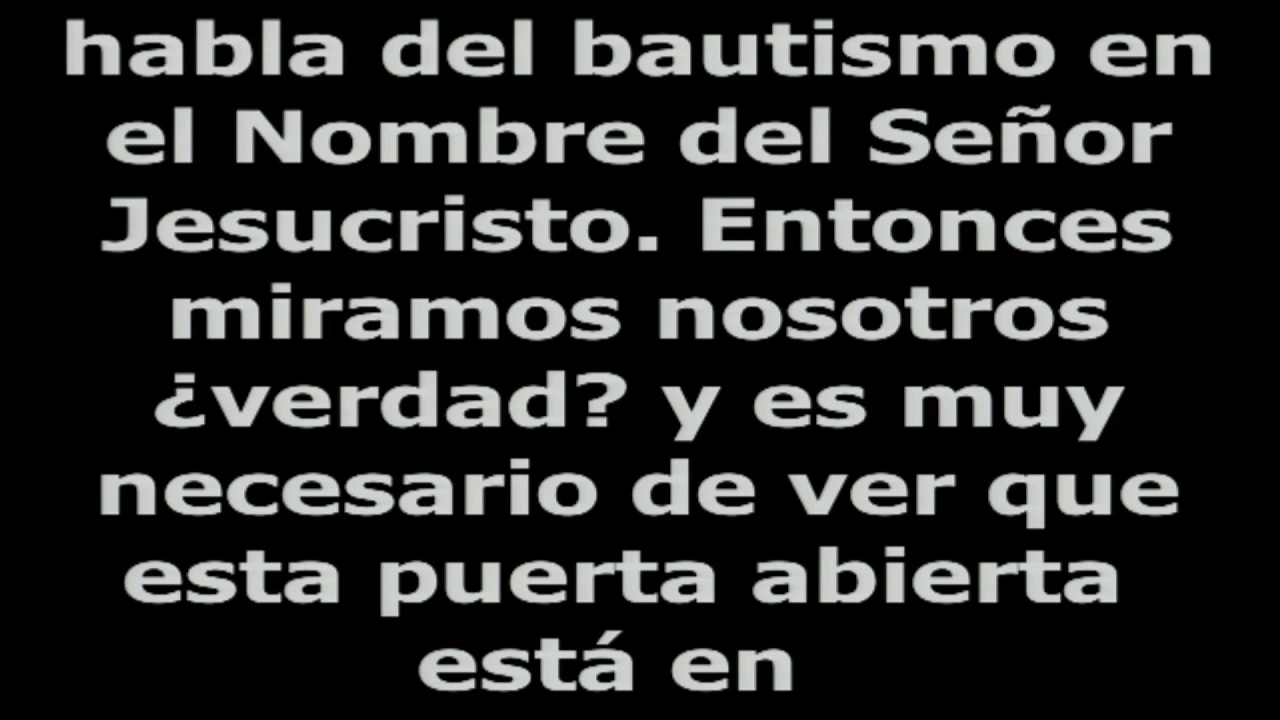 habla del bautismo en
el Nombre del Señor
Jesucristo. Entonces
miramos nosotros
¿verdad? y es muy
necesario de ver que
esta puerta abierta
está en